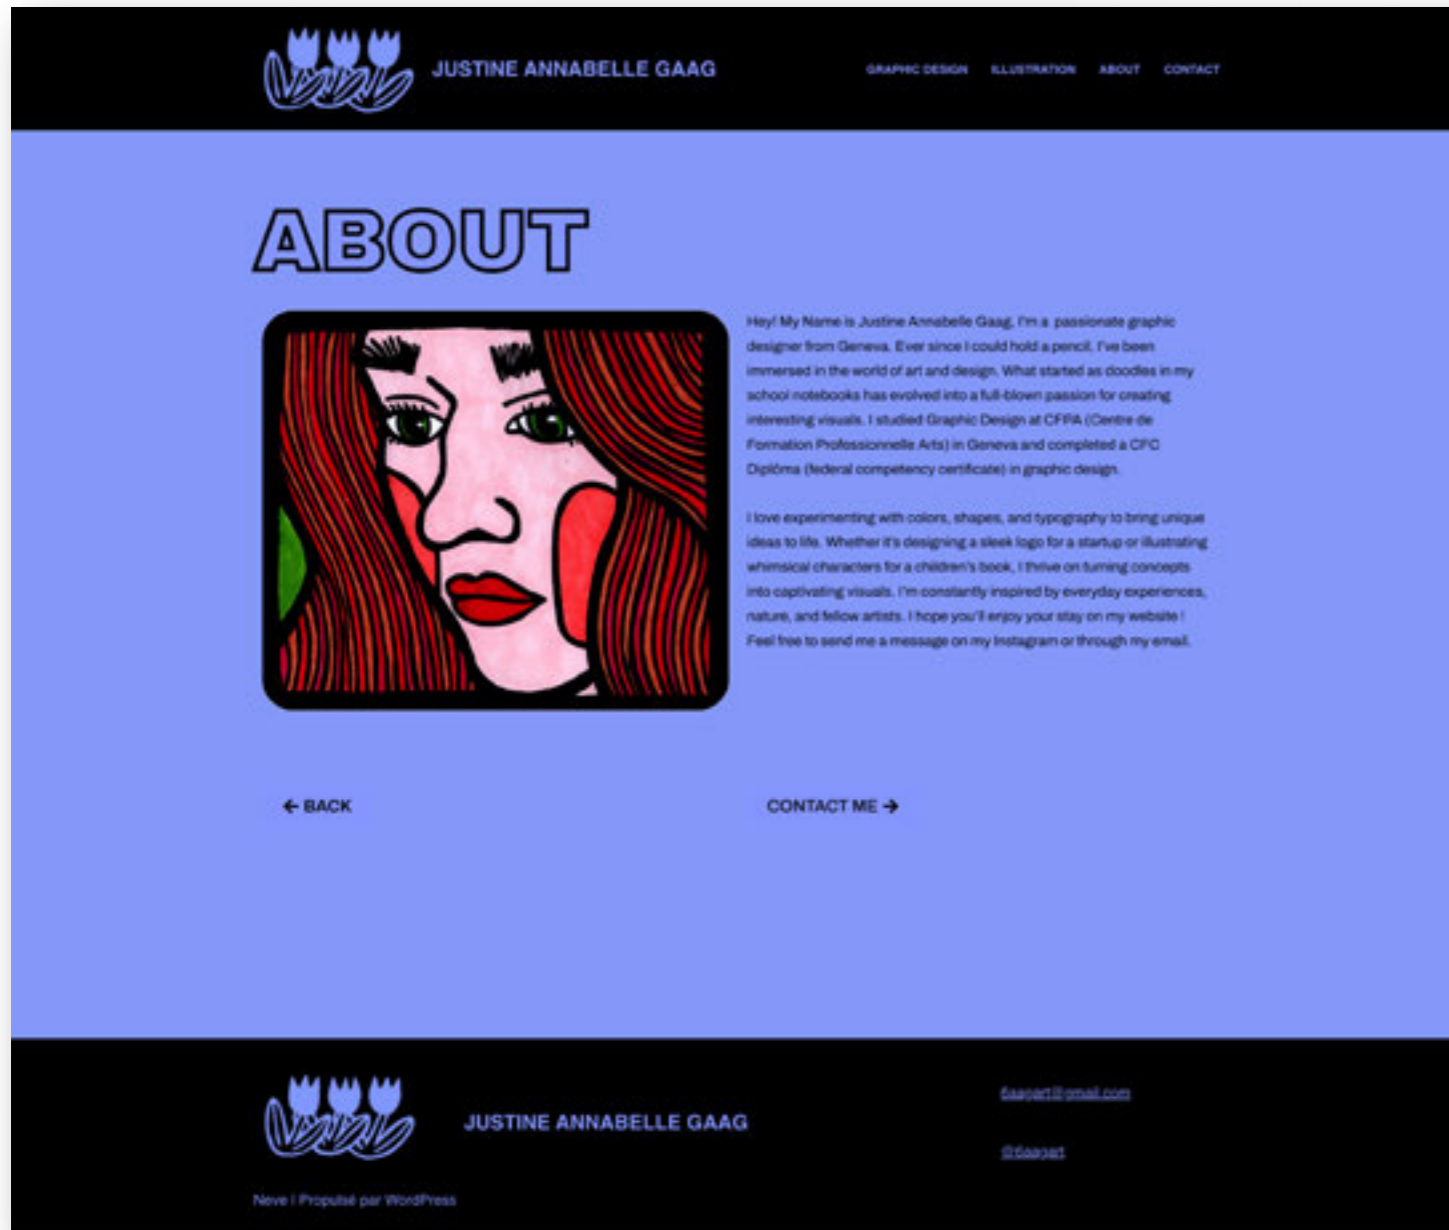 JUSTINE ANNABELLE GAAG
GRAPHIC DESIGN ILLUSTRATION ABOUT CONTACT
ABOUT
Hey! My Name is Justine Annabelle Gaag, I'm a passionate graphic
designer from Geneva. Ever since I could hold a pencil, I've been
immersed in the world of art and design. What started as doodles in my
school notebooks has evolved into a full-blown passion for creating
interesting visuals. I studied Graphic Design at CFPA (Centre de
Formation Professionnelle Arts) in Geneva and completed a CFC
Diplôma (federal competency certificate) in graphic design.
I love experimenting with colors, shapes, and typography to bring unique
ideas to life. Whether it's designing a sleek logo for a startup or illustrating
whimsical characters for a children's book, I thrive on turning concepts
into captivating visuals. I'm constantly inspired by everyday experiences,
nature, and fellow artists. I hope you'll enjoy your stay on my website !
Feel free to send me a message on my Instagram or through my email.
← BACK
CONTACT ME →
JUSTINE ANNABELLE GAAG
6aagart@gmail.com
@6aagart
Neve | Propulsé par WordPress